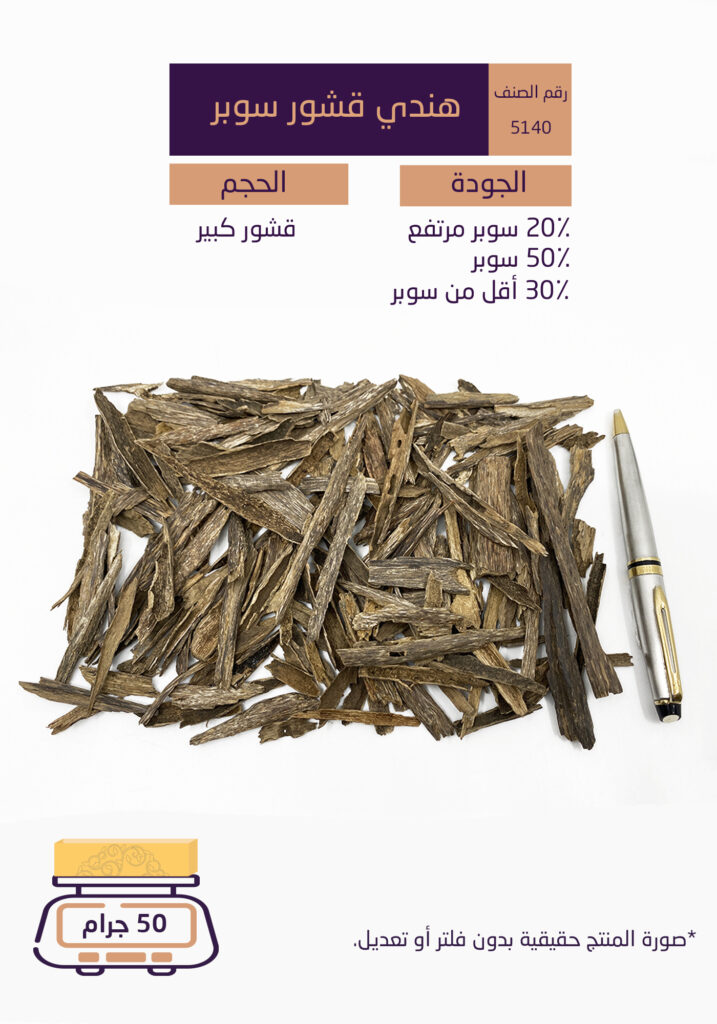 رقم الصنف
5140
هندي قشور سوبر
الجودة
20٪ سوبر مرتفع
50٪ سوبر
30٪ أقل من سوبر
الحجم
قشور كبير
50 جرام
*صورة المنتج حقيقية بدون فلتر أو تعديل.